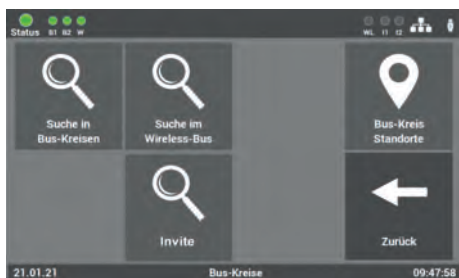 Status B1 B2 W WL I1 I2
Suche in
Bus-Kreisen
Suche im
Wireless-Bus
Bus-Kreis
Standorte
Invite
Zurück
21.01.21 Bus-Kreise 09:47:58